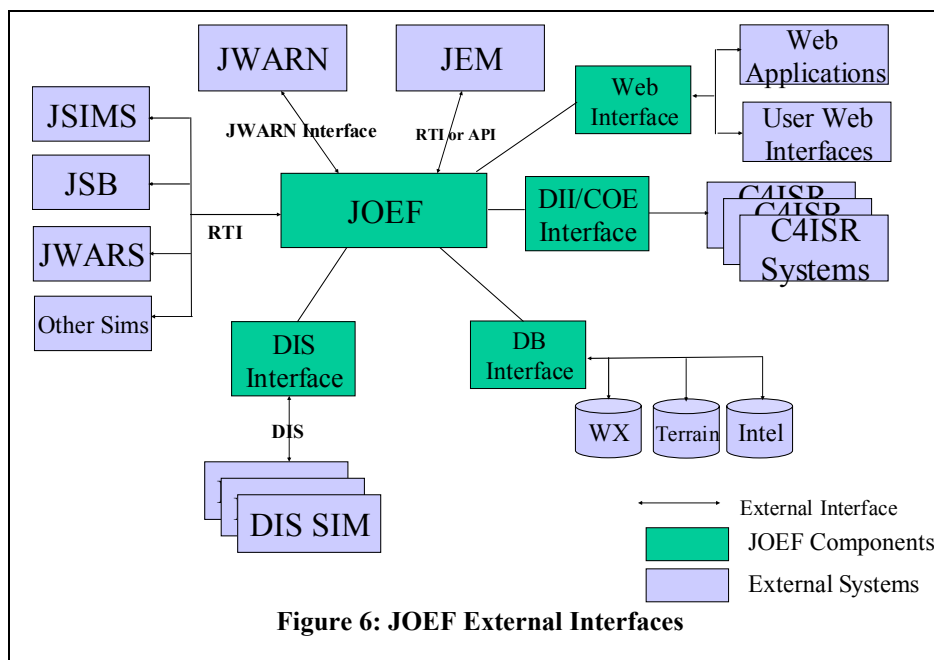 JWARN
JEM
Web
Applications
Web
Interface
User Web
Interfaces
JSIMS
JWARN Interface
RTI or API
JSB
JOEF
DII/COE
Interface
C4ISR
C4ISR
C4ISR
Systems
RTI
JWARS
Other Sims
DIS
Interface
DB
Interface
DIS
WX
Terrain
Intel
DIS SIM
External Interface
JOEF Components
External Systems
Figure 6: JOEF External Interfaces